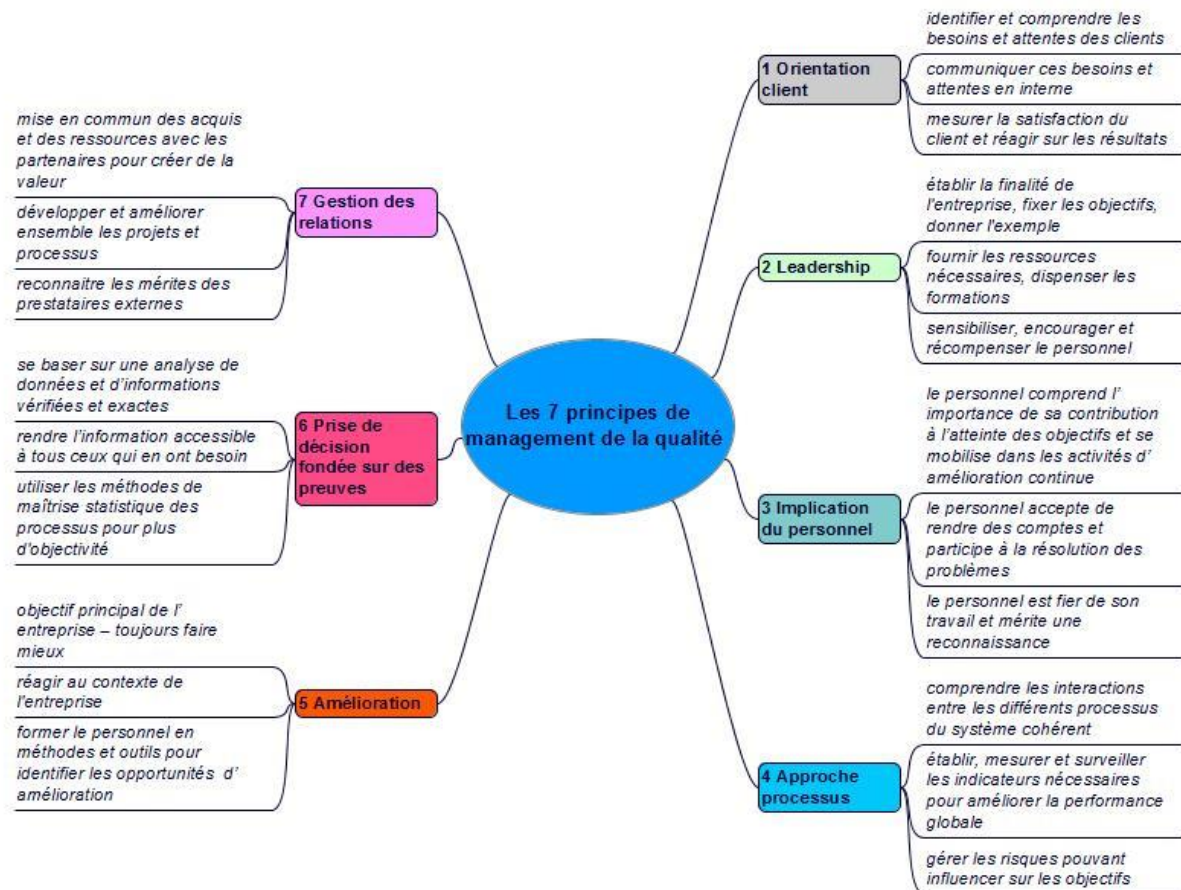 Les 7 principes de
management de la qualité
1 Orientation
client
identifier et comprendre les
besoins et attentes des clients
communiquer ces besoins et
attentes en interne
mesurer la satisfaction du
client et réagir sur les résultats
2 Leadership
établir la finalité de
l'entreprise, fixer les objectifs,
donner l'exemple
fournir les ressources
nécessaires, dispenser les
formations
sensibiliser, encourager et
récompenser le personnel
3 Implication
du personnel
le personnel comprend l’
importance de sa contribution
à l’atteinte des objectifs et se
mobilise dans les activités d’
amélioration continue
le personnel accepte de
rendre des comptes et
participe à la résolution des
problèmes
le personnel est fier de son
travail et mérite une
reconnaissance
4 Approche
processus
comprendre les interactions
entre les différents processus
du système cohérent
établir, mesurer et surveiller
les indicateurs nécessaires
pour améliorer la performance
globale
gérer les risques pouvant
influencer sur les objectifs
5 Amélioration
objectif principal de l’
entreprise – toujours faire
mieux
réagir au contexte de
l'entreprise
former le personnel en
méthodes et outils pour
identifier les opportunités d’
amélioration
6 Prise de
décision
fondée sur des
preuves
se baser sur une analyse de
données et d’informations
vérifiées et exactes
rendre l’information accessible
à tous ceux qui en ont besoin
utiliser les méthodes de
maîtrise statistique des
processus pour plus
d'objectivité
7 Gestion des
relations
mise en commun des acquis
et des ressources avec les
partenaires pour créer de la
valeur
développer et améliorer
ensemble les projets et
processus
reconnaitre les mérites des
prestataires externes